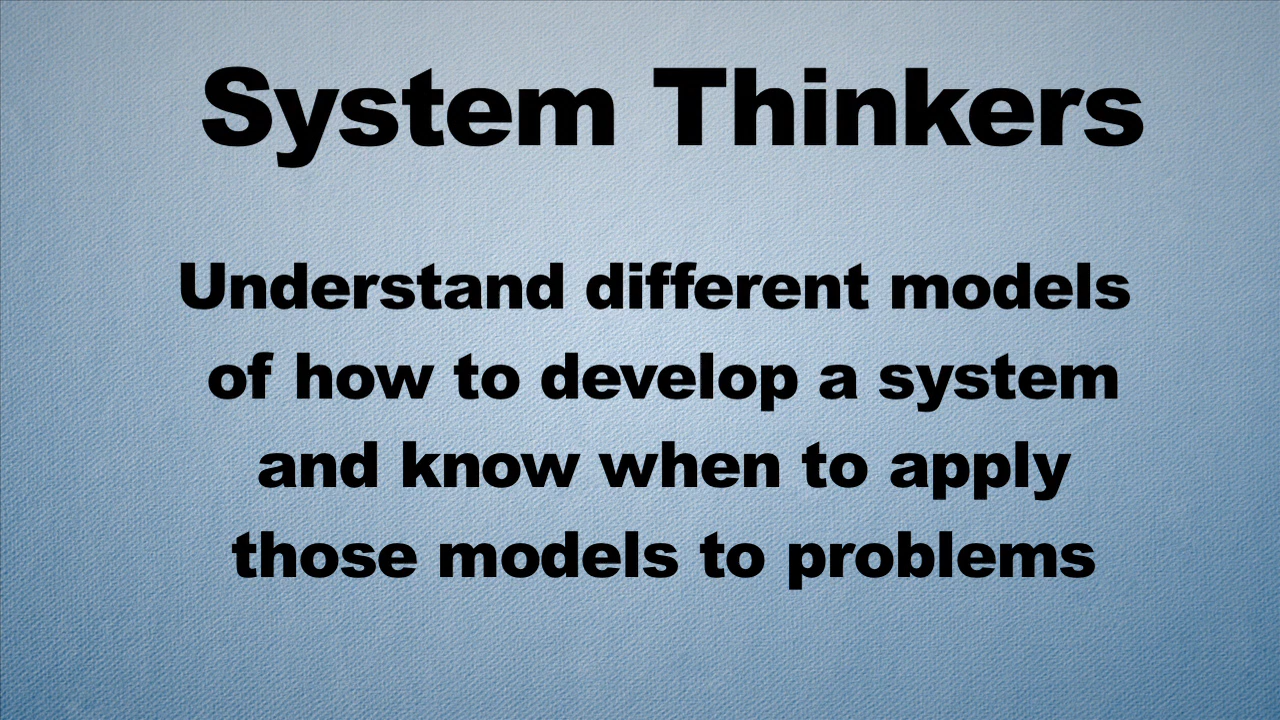 System Thinkers
Understand different models
of how to develop a system
and know when to apply
those models to problems